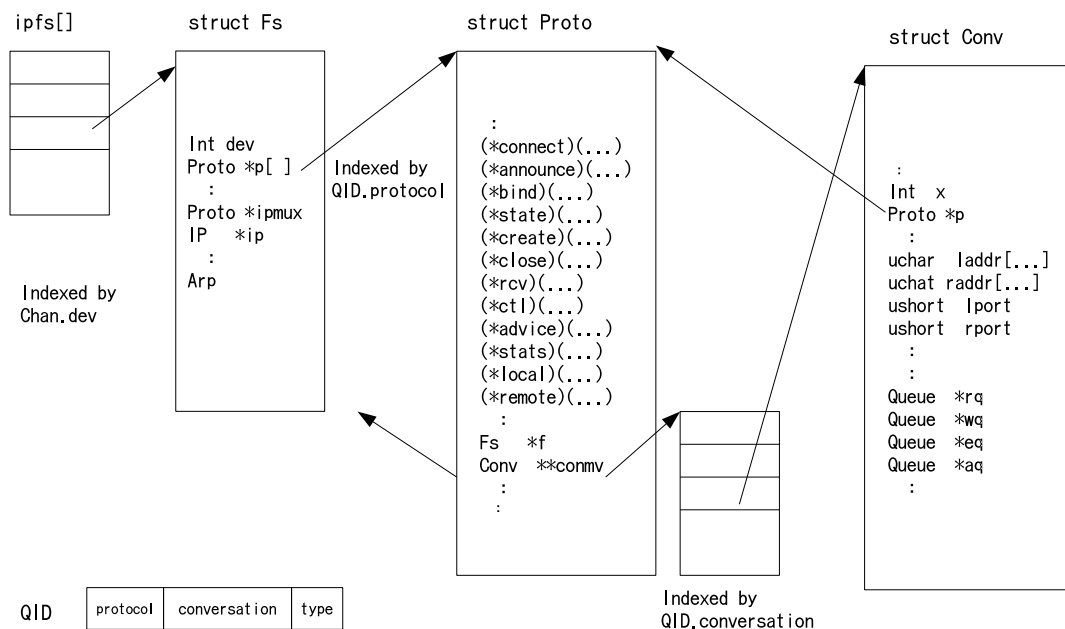 ipfs[]
struct Fs
struct Proto
struct Conv
Indexed by
Chan.dev
Int dev
Proto *p[ ]
:
Proto *ipmux
IP *ip
:
Arp
Indexed by
QID.protocol
:
(*connect)(...)
(*announce)(...)
(*bind)(...)
(*state)(...)
(*create)(...)
(*close)(...)
(*rcv)(...)
(*ctl)(...)
(*advice)(...)
(*stats)(...)
(*local)(...)
(*remote)(...)
:
Fs *f
Conv **conmv
:
:
:
Int x
Proto *p
:
uchar laddr[...]
uchat raddr[...]
ushort lport
ushort rport
:
:
Queue *rq
Queue *wq
Queue *eq
Queue *aq
:
Indexed by
QID.conversation
QID protocol conversation type